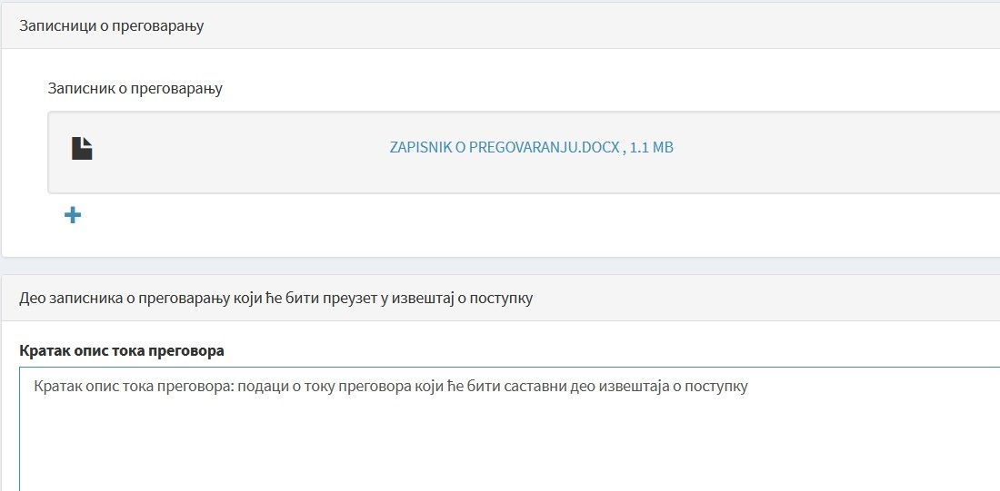 Записници о преговарању
Записник о преговарању
ZAPISNIK O PREGOVARANJU.DOCX , 1.1 MB
Део записника о преговарању који ће бити преузет у извештај о поступку
Кратак опис тока преговора
Кратак опис тока преговора: подаци о току преговора који ће бити саставни део извештаја о поступку